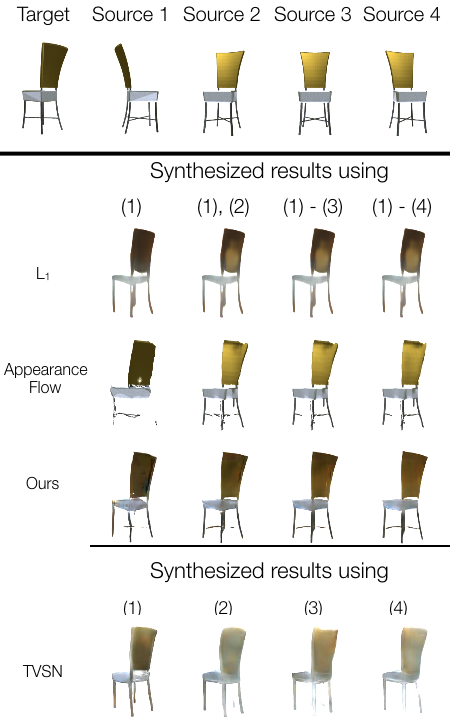 Target Source 1 Source 2 Source 3 Source 4
Synthesized results using
(1) (1), (2) (1) - (3) (1) - (4)
L₁
Appearance
Flow
Ours
Synthesized results using
(1) (2) (3) (4)
TVSN